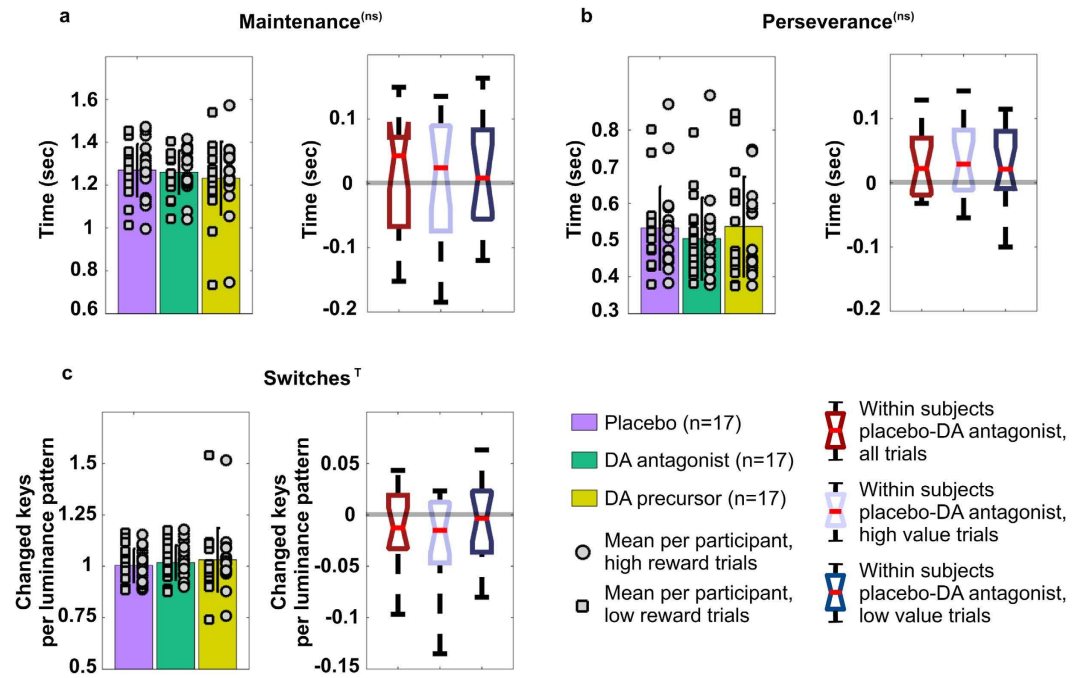 a
Maintenance(ns)
Time (sec)
1.6
1.4
1.2
1
0.8
0.6
Time (sec)
0.1
0
-0.1
-0.2
b
Perseverance(ns)
Time (sec)
0.8
0.7
0.6
0.5
0.4
0.3
Time (sec)
0.1
0
-0.1
-0.2
c
Switches T
Changed keys
per luminance pattern
1.5
1.25
1
0.75
0.5
Changed keys
per luminance pattern
0.05
0
-0.05
-0.1
-0.15
Placebo (n=17)
DA antagonist (n=17)
DA precursor (n=17)
Mean per participant,
high reward trials
Mean per participant,
low reward trials
Within subjects
placebo-DA antagonist,
all trials
Within subjects
placebo-DA antagonist,
high value trials
Within subjects
placebo-DA antagonist,
low value trials